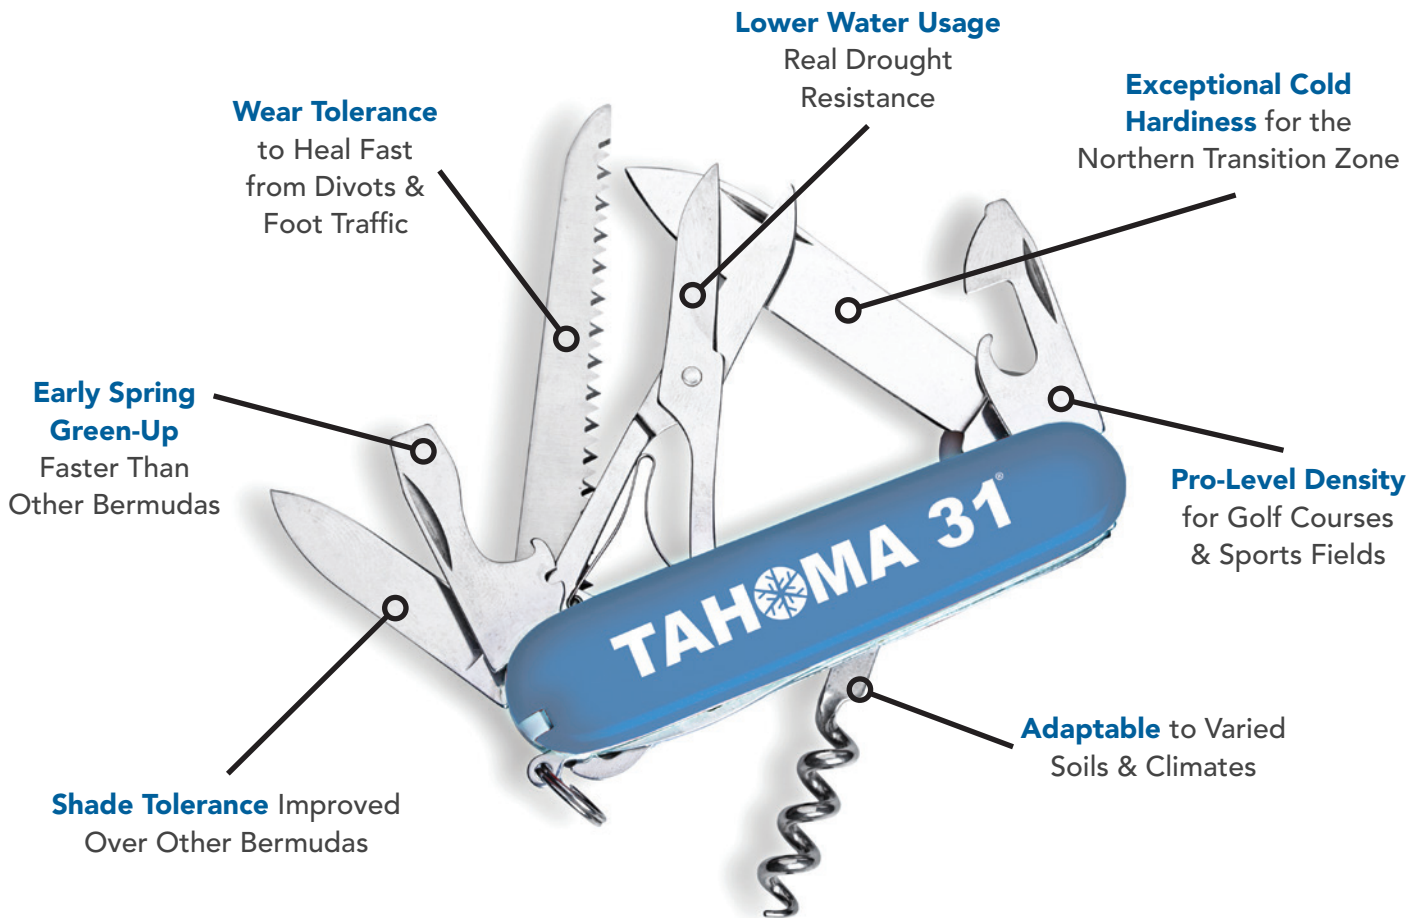 Lower Water Usage
Real Drought
Resistance
Exceptional Cold
Hardiness for the
Northern Transition Zone
Wear Tolerance
to Heal Fast
from Divots &
Foot Traffic
Early Spring
Green-Up
Faster Than
Other Bermudas
Pro-Level Density
for Golf Courses
& Sports Fields
TAHOMA 31®
Adaptable to Varied
Soils & Climates
Shade Tolerance Improved
Over Other Bermudas